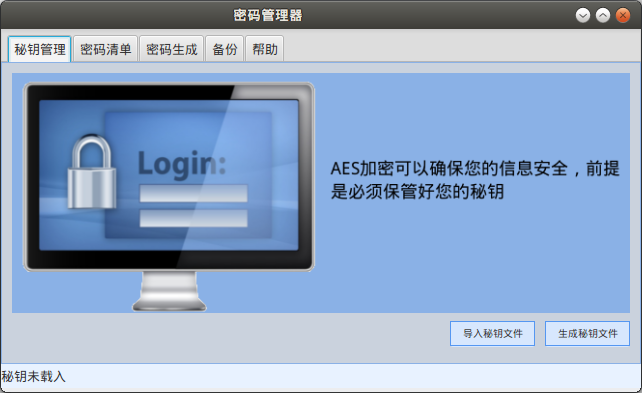 密码管理器
秘钥管理 密码清单 密码生成 备份 帮助
Login:
AES加密可以确保您的信息安全，前提
是必须保管好您的秘钥
导入秘钥文件 生成秘钥文件
秘钥未载入